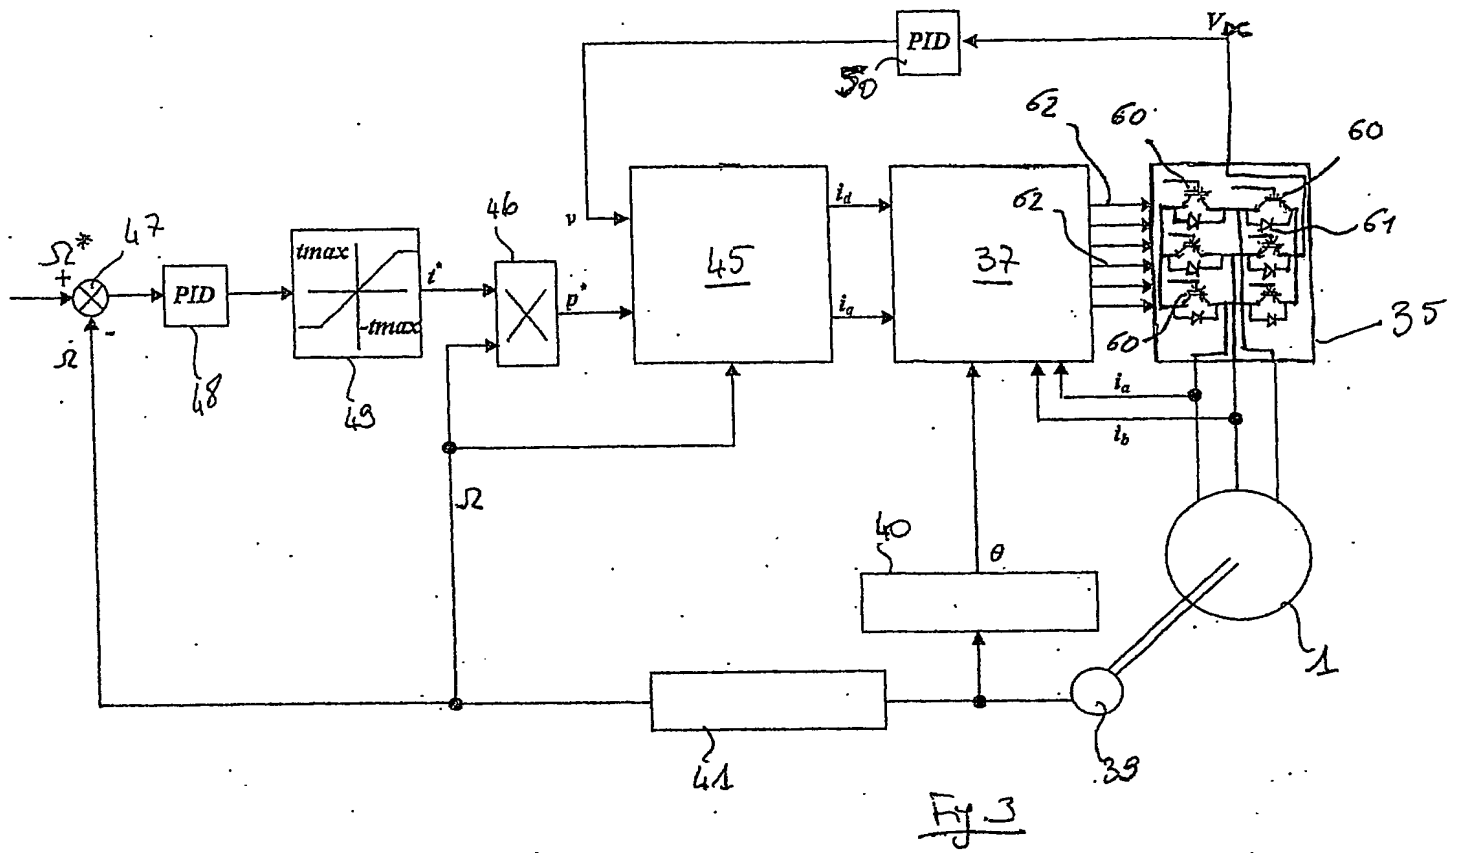 V_DC
PID
50
62
60
60
46
47
Ω*
+
v
i_d
62
61
tmax
45
37
PID
t*
p*
-tmax
i_q
60
35
-
Ω
48
49
i_a
i_b
Ω
40
θ
1
41
39
Fig. 3